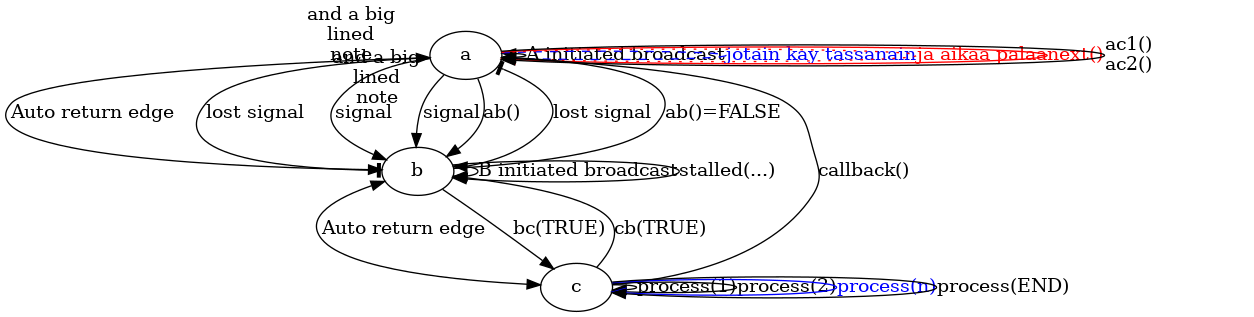 and a big
lined
note
and a big
lined
note
a
A initiated broadcast
jotain kay tassanain
ja aikaa palaa
next()
ac1()
ac2()
Auto return edge
lost signal
signal
signal
ab()
lost signal
ab()=FALSE
b
B initiated broadcast
stalled(...)
callback()
Auto return edge
bc(TRUE)
cb(TRUE)
c
process(1)
process(2)
process(n)
process(END)